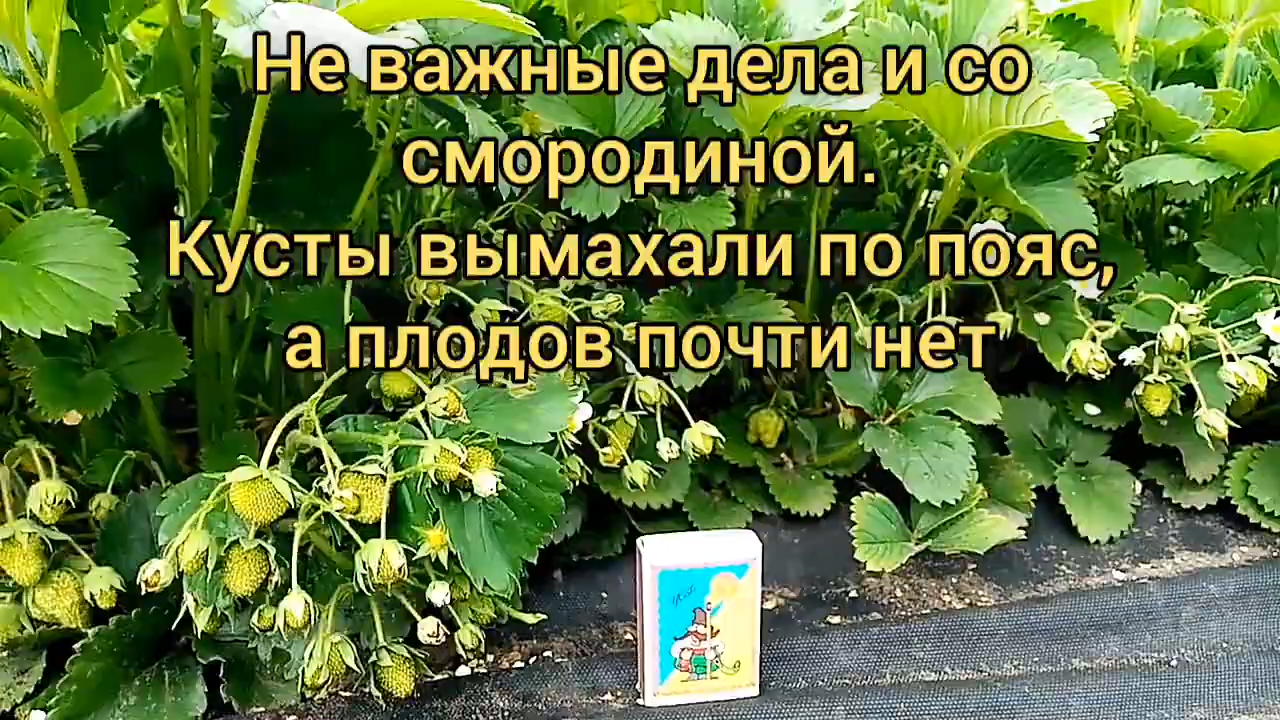 Не важные дела и со
смородиной.
Кусты вымахали по пояс,
а плодов почти нет